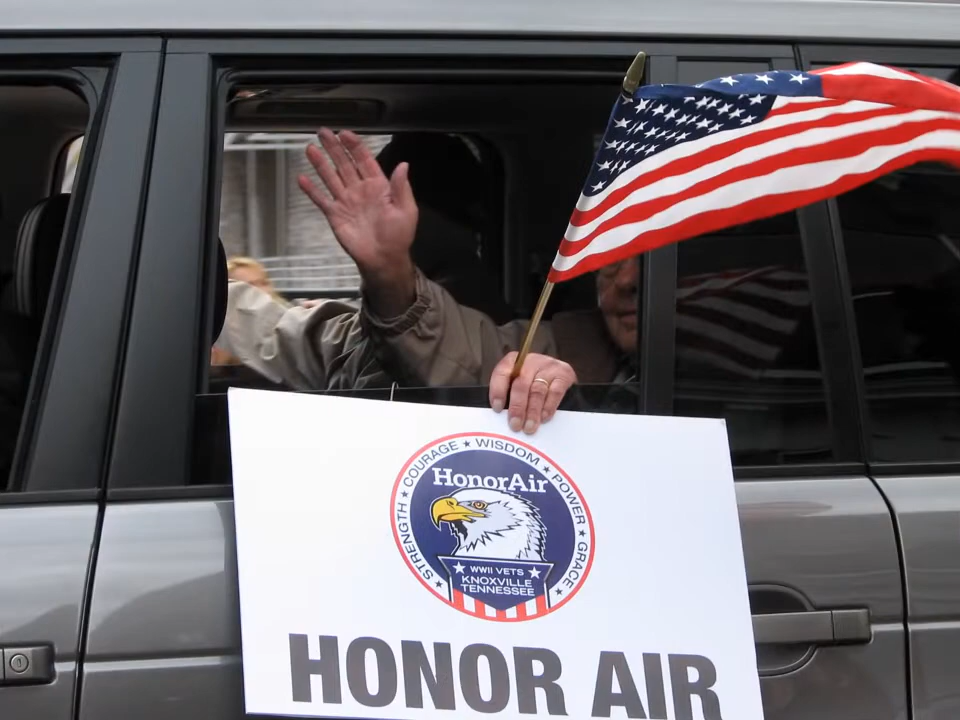 STRENGTH ★ COURAGE ★ WISDOM ★ POWER ★ GRACE ★
HonorAir
★ WWII VETS ★
KNOXVILLE
TENNESSEE
HONOR AIR